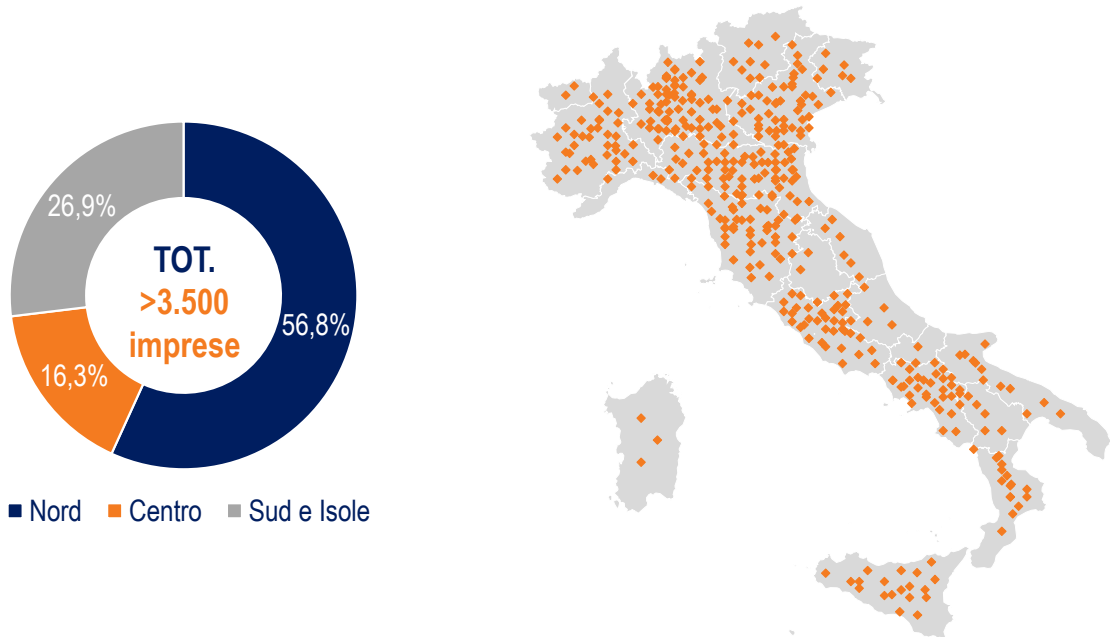 26,9%
TOT.
>3.500
imprese
56,8%
16,3%
Nord
Centro
Sud e Isole